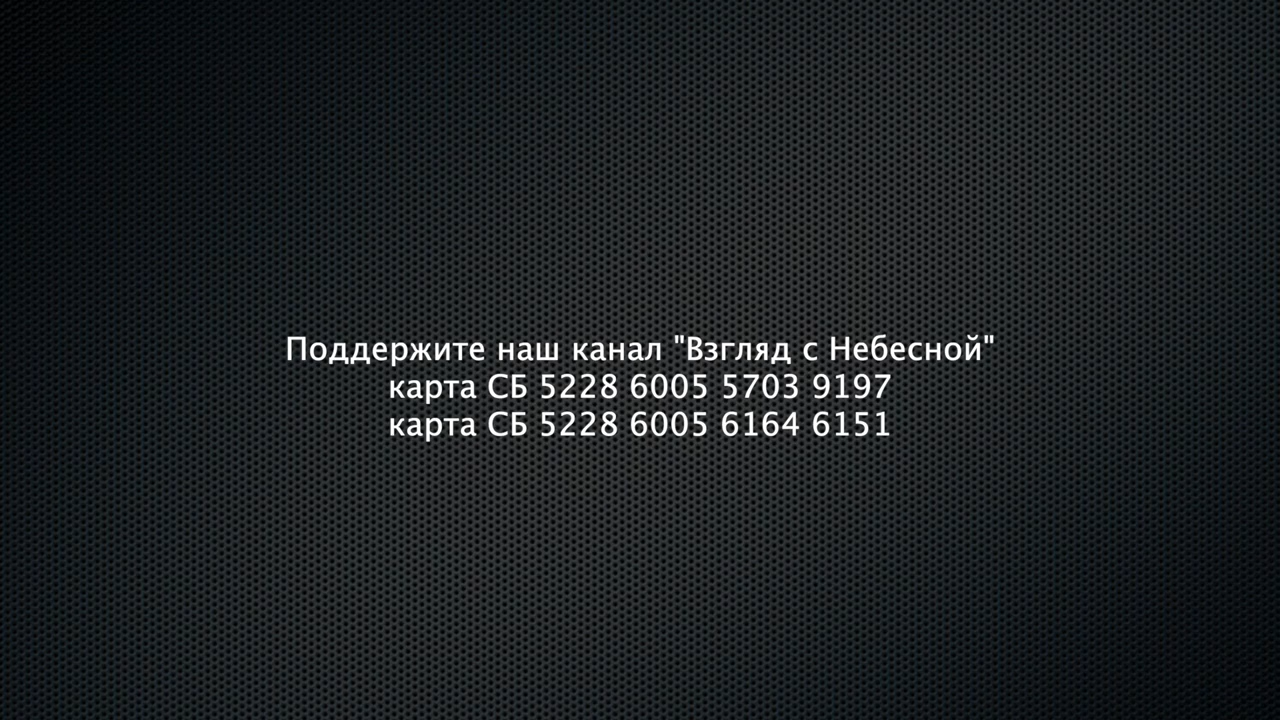 Поддержите наш канал "Взгляд с Небесной"
карта СБ 5228 6005 5703 9197
карта СБ 5228 6005 6164 6151